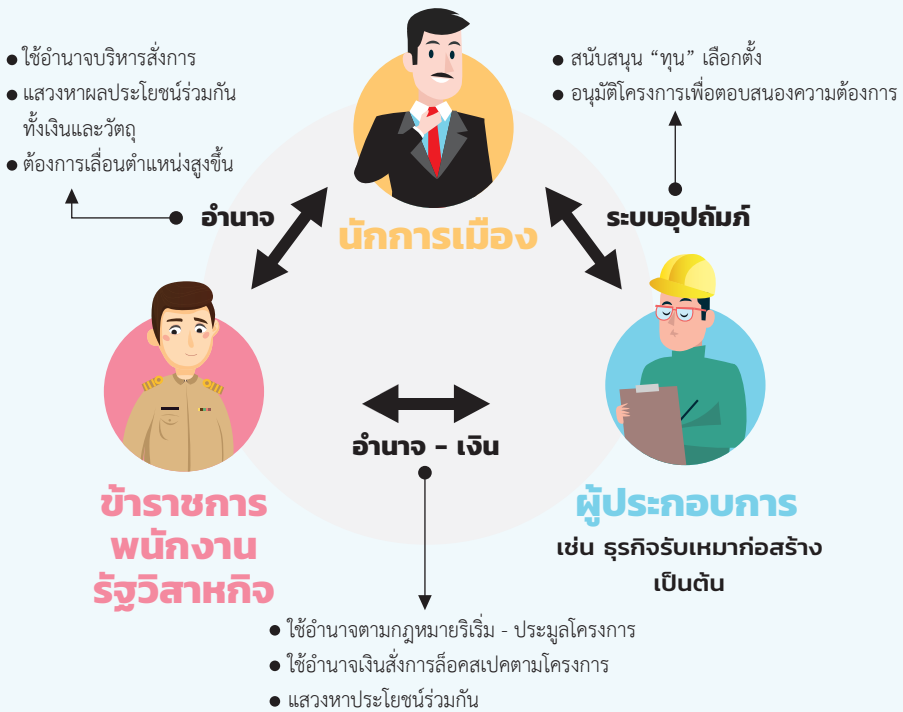 ● ใช้อำนาจบริหารสั่งการ
● แสวงหาผลประโยชน์ร่วมกัน
ทั้งเงินและวัตถุ
● ต้องการเลื่อนตำแหน่งสูงขึ้น
● สนับสนุน “ทุน” เลือกตั้ง
● อนุมัติโครงการเพื่อตอบสนองความต้องการ
อำนาจ
นักการเมือง
ระบบอุปถัมภ์
อำนาจ - เงิน
ข้าราชการ
พนักงาน
รัฐวิสาหกิจ
ผู้ประกอบการ
เช่น ธุรกิจรับเหมาก่อสร้าง
เป็นต้น
● ใช้อำนาจตามกฎหมายริเริ่ม - ประมูลโครงการ
● ใช้อำนาจเงินสั่งการล็อคสเปคตามโครงการ
● แสวงหาประโยชน์ร่วมกัน